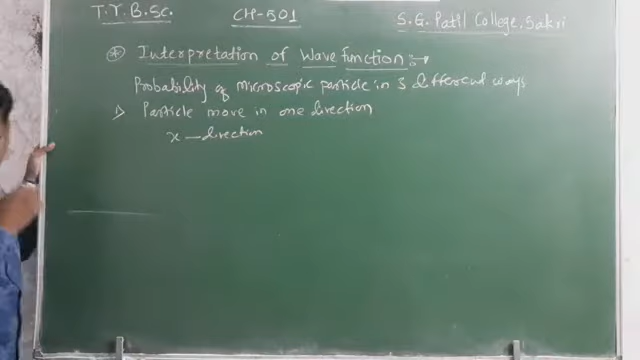 T.Y.B.Sc. CH-501 S.G. Patil College, Sakri
* Interpretation of Wave function :- →
Probability of microscopic particle in 3 different ways
1> Particle move in one direction
x - direction